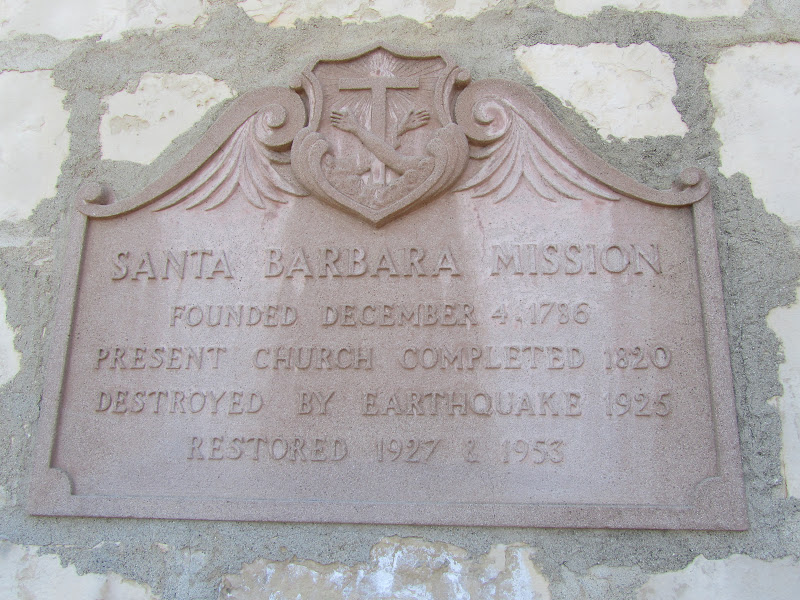 SANTA BARBARA MISSION
FOUNDED DECEMBER 4.1786
PRESENT CHURCH COMPLETED 1820
DESTROYED BY EARTHQUAKE 1925
RESTORED 1927 & 1953